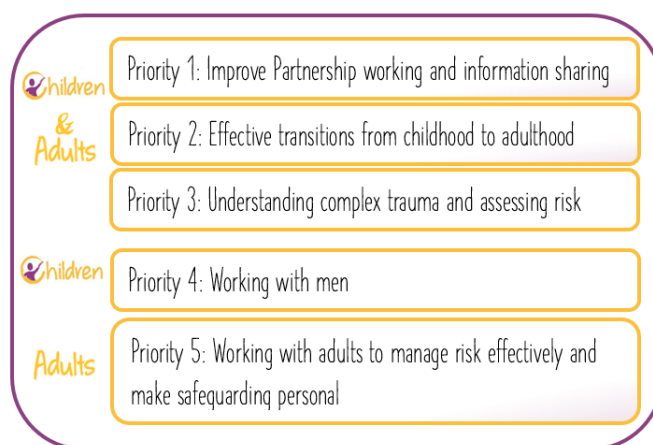 Priority 1: Improve Partnership working and information sharing
Children
&
Adults
Priority 2: Effective transitions from childhood to adulthood
Priority 3: Understanding complex trauma and assessing risk
Children
Priority 4: Working with men
Adults
Priority 5: Working with adults to manage risk effectively and
make safeguarding personal